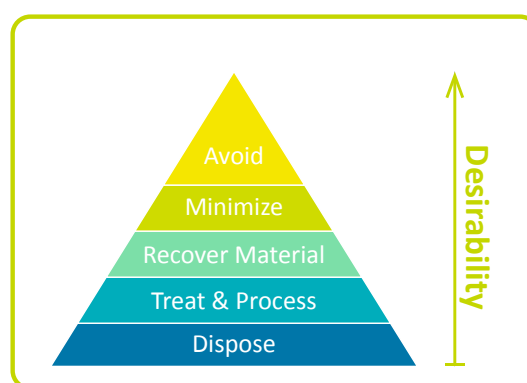 Avoid
Minimize
Recover Material
Treat & Process
Dispose
Desirability